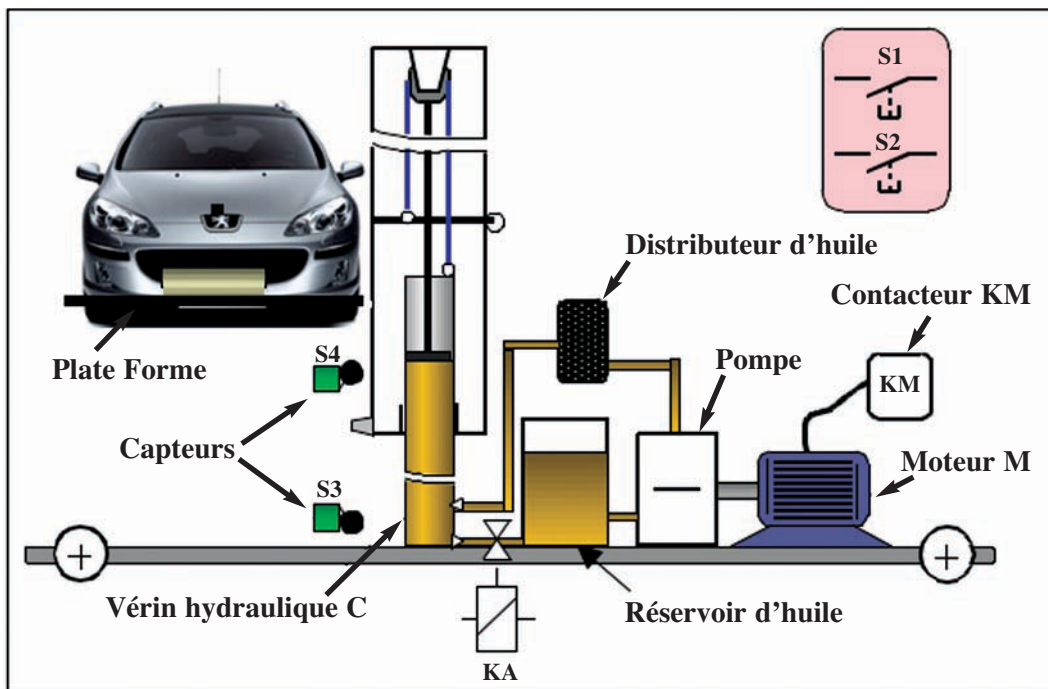 S1
S2
Distributeur d'huile
Contacteur KM
Plate Forme
S4
Pompe
KM
Capteurs
Moteur M
S3
Vérin hydraulique C
Réservoir d'huile
KA